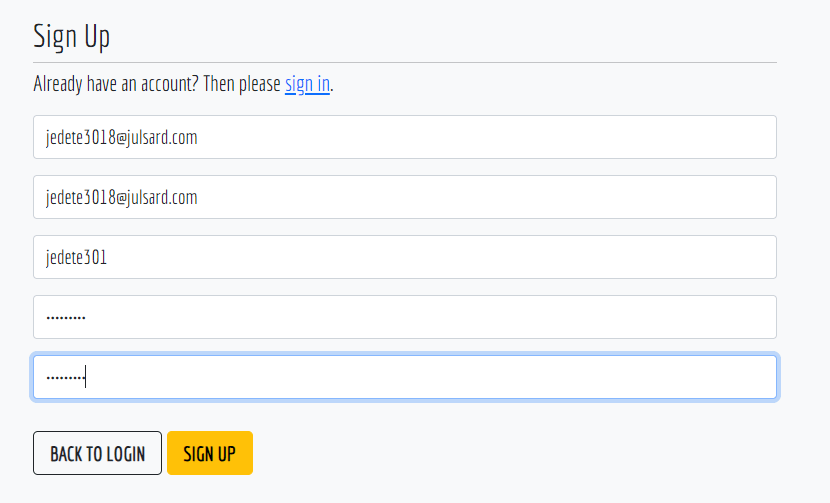 Sign Up
Already have an account? Then please sign in.
jedete3018@julsard.com
jedete3018@julsard.com
jedete301
•••••••••
•••••••••
BACK TO LOGIN SIGN UP